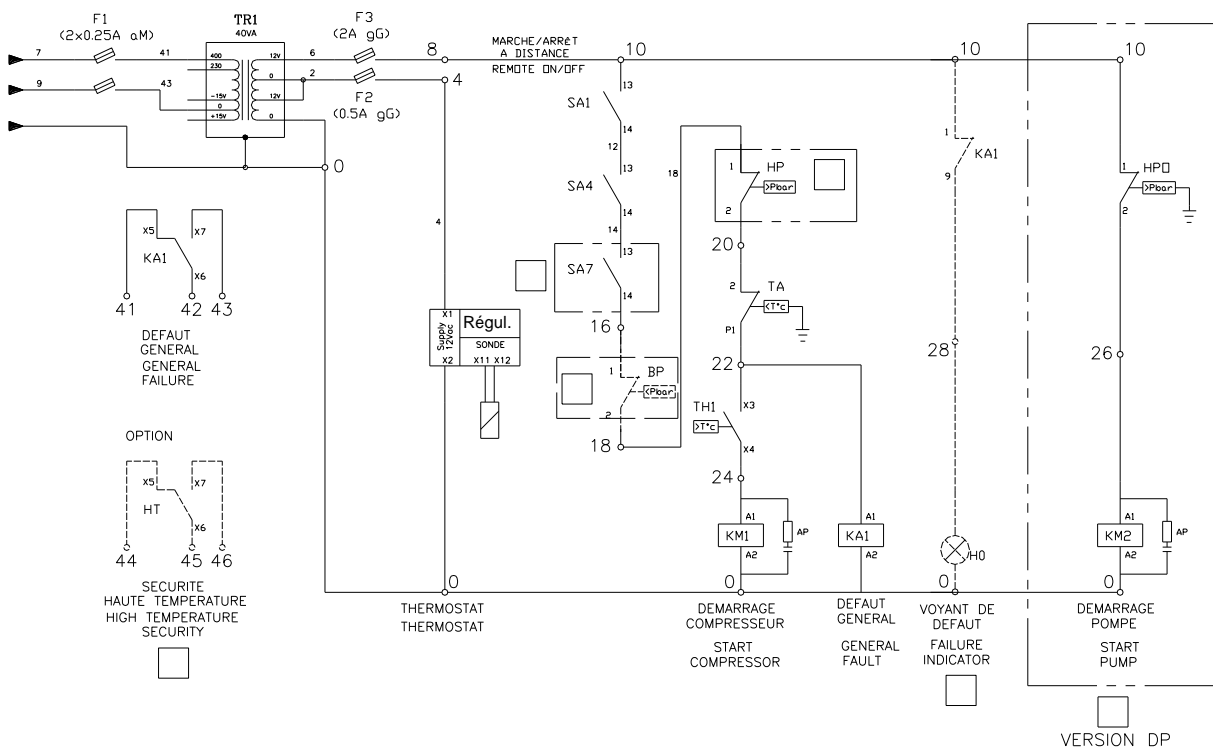 F1
(2x0.25A aM)
TR1
40VA
F3
(2A gG)
7
41
400
230
12V
6
8
MARCHE/ARRêT
A DISTANCE
REMOTE ON/OFF
10
10
10
9
43
0
2
4
-15V
12V
F2
(0.5A gG)
0
+15V
0
0
13
SA1
14
12
13
SA4
14
14
13
SA7
14
16
1
BP
<Pbar
2
18
18
1
HP
>Pbar
2
20
2
TA
<T°c
P1
22
TH1
X3
>T°c
X4
24
A1
KM1
AP
A2
0
A1
KA1
A2
1
KA1
9
28
H0
0
1
HPO
>Pbar
2
26
A1
KM2
AP
A2
0
X5
X7
KA1
X6
41
42
43
DEFAUT
GENERAL
GENERAL
FAILURE
4
X1
Supply
12Vac
Régul.
SONDE
X2
X11 X12
0
OPTION
X5
X7
HT
X6
44
45
46
SECURITE
HAUTE TEMPERATURE
HIGH TEMPERATURE
SECURITY
THERMOSTAT
THERMOSTAT
DEMARRAGE
COMPRESSEUR
START
COMPRESSOR
DEFAUT
GENERAL
GENERAL
FAULT
VOYANT DE
DEFAUT
FAILURE
INDICATOR
DEMARRAGE
POMPE
START
PUMP
VERSION DP